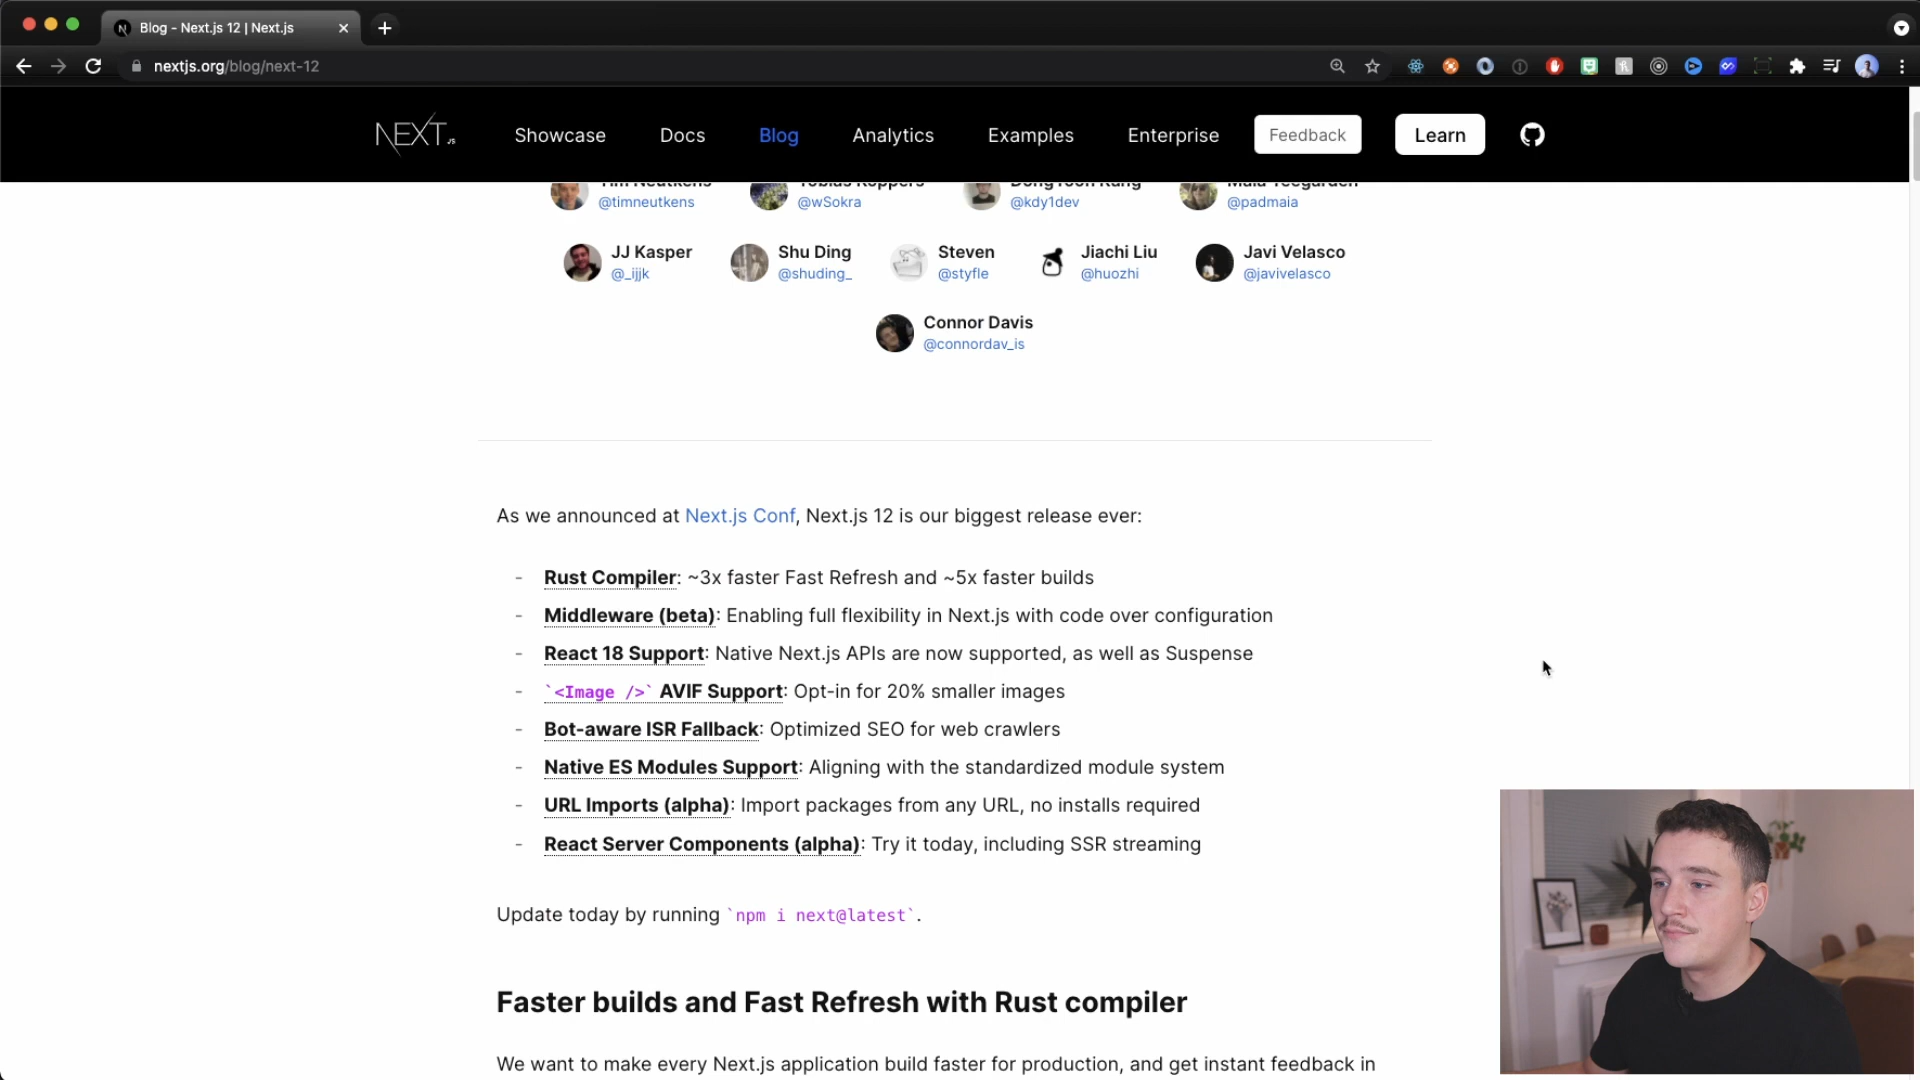 Blog - Next.js 12 | Next.js
nextjs.org/blog/next-12
NEXT.JS Showcase Docs Blog Analytics Examples Enterprise Feedback Learn
Tim Neutkens Tobias Koppers DongYoon Kang Maia Teegarden
@timneutkens @wSokra @kdy1dev @padmaia
JJ Kasper Shu Ding Steven Jiachi Liu Javi Velasco
@_ijjk @shuding_ @styfle @huozhi @javivelasco
Connor Davis
@connordav_is
As we announced at Next.js Conf, Next.js 12 is our biggest release ever:
- Rust Compiler: ~3x faster Fast Refresh and ~5x faster builds
- Middleware (beta): Enabling full flexibility in Next.js with code over configuration
- React 18 Support: Native Next.js APIs are now supported, as well as Suspense
- `<Image />` AVIF Support: Opt-in for 20% smaller images
- Bot-aware ISR Fallback: Optimized SEO for web crawlers
- Native ES Modules Support: Aligning with the standardized module system
- URL Imports (alpha): Import packages from any URL, no installs required
- React Server Components (alpha): Try it today, including SSR streaming
Update today by running `npm i next@latest`.
Faster builds and Fast Refresh with Rust compiler
We want to make every Next.js application build faster for production, and get instant feedback in